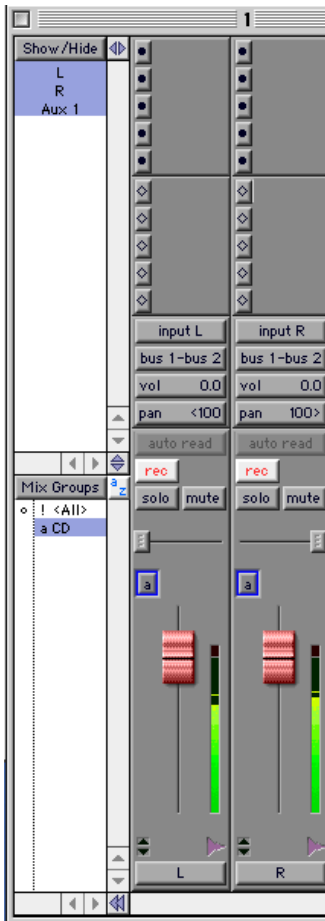 1
Show/Hide
L
R
Aux 1
input L
input R
bus 1-bus 2
bus 1-bus 2
vol 0.0
vol 0.0
pan <100
pan 100>
auto read
auto read
rec
rec
Mix Groups a z
solo mute
solo mute
! <All>
a CD
a
a
L
R